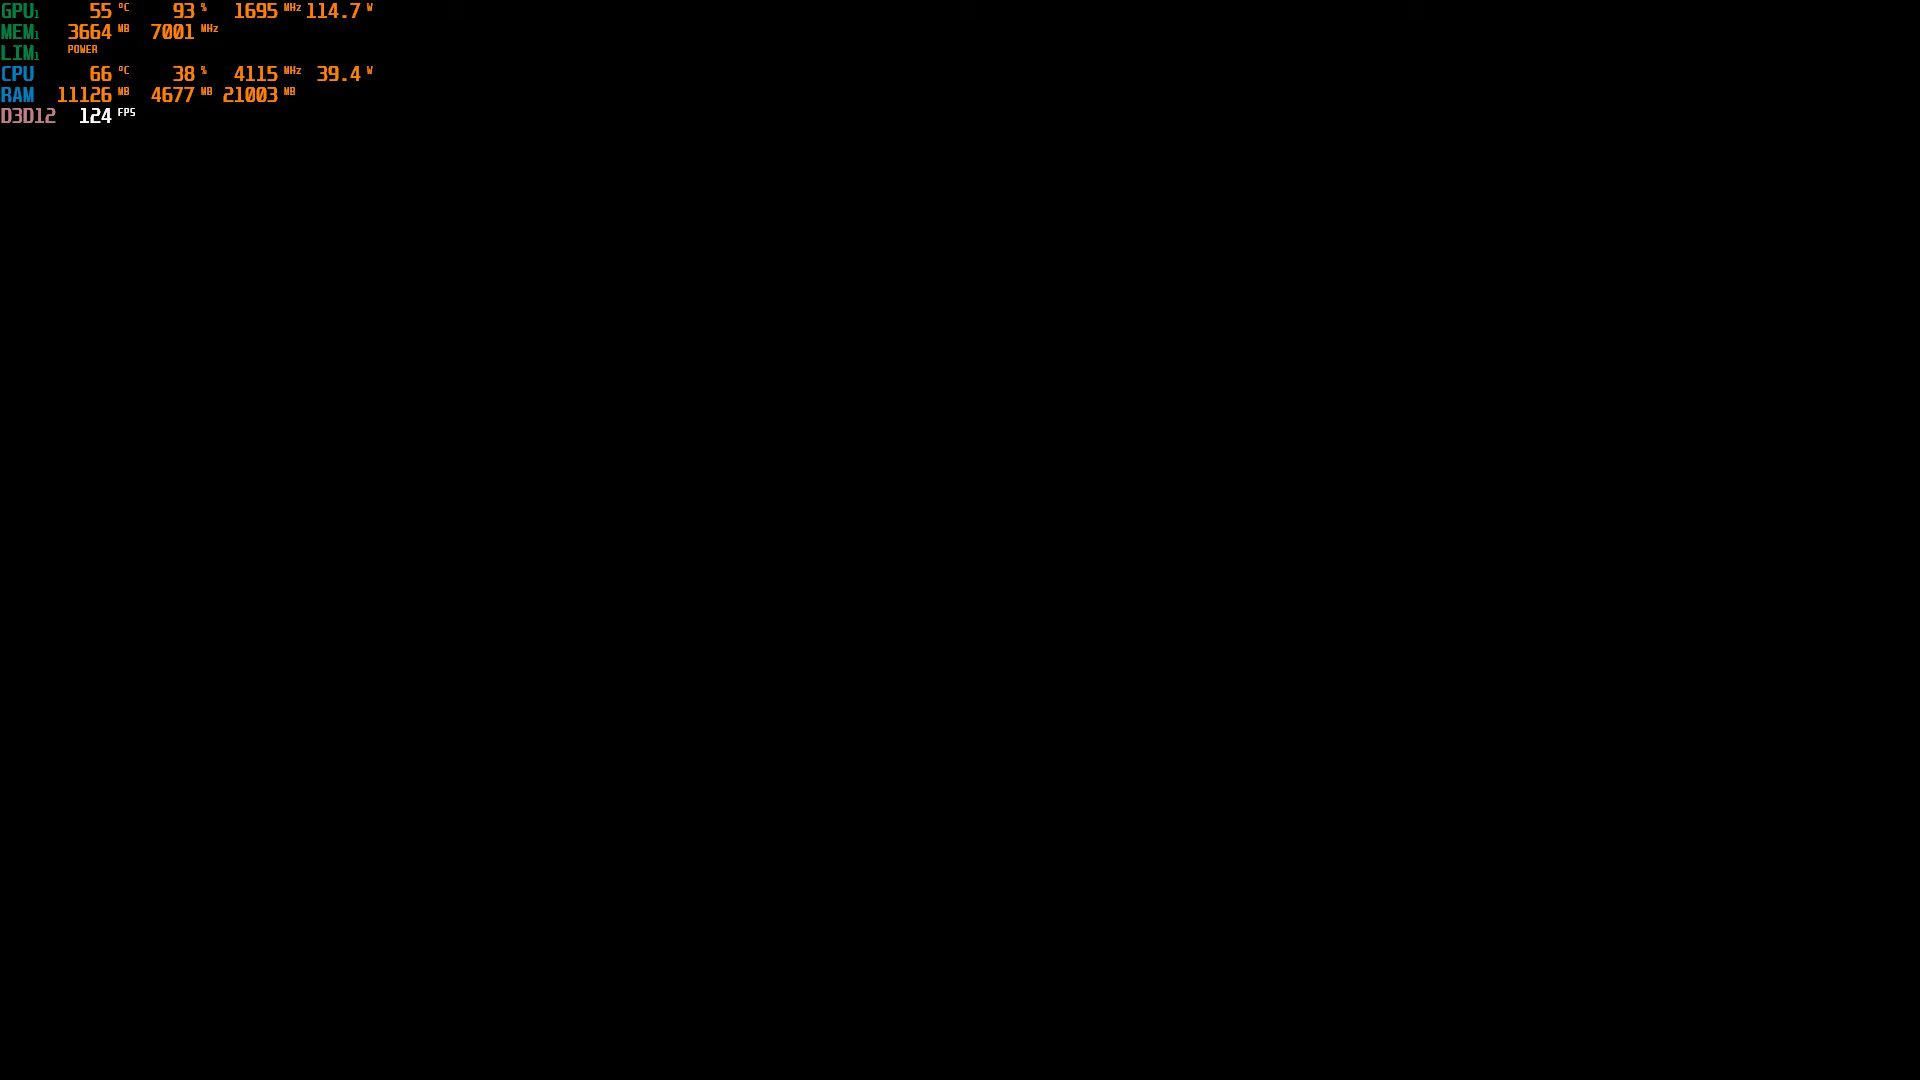 GPU1 55 °C 93 % 1695 MHz 114.7 W
MEM1 3664 MB 7001 MHz
LIM1 POWER
CPU 66 °C 38 % 4115 MHz 39.4 W
RAM 11126 MB 4677 MB 21003 MB
D3D12 124 FPS